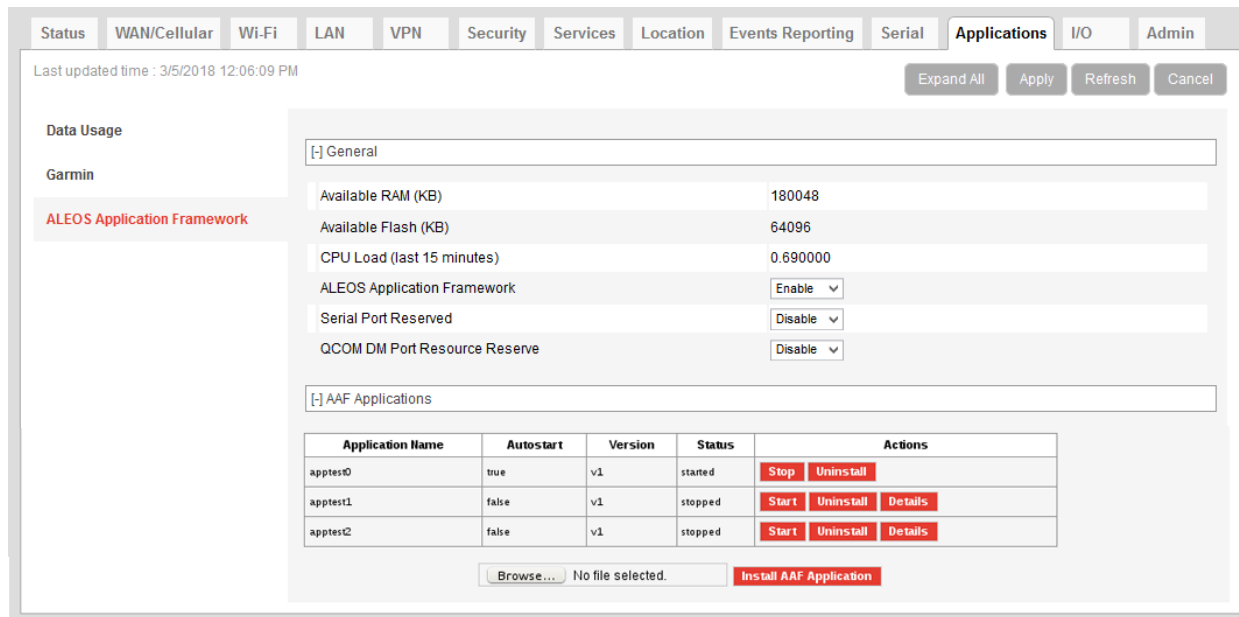 Status WAN/Cellular Wi-Fi LAN VPN Security Services Location Events Reporting Serial Applications I/O Admin
Last updated time : 3/5/2018 12:06:09 PM
Expand All Apply Refresh Cancel
Data Usage
Garmin
ALEOS Application Framework
[-] General
Available RAM (KB) 180048
Available Flash (KB) 64096
CPU Load (last 15 minutes) 0.690000
ALEOS Application Framework Enable
Serial Port Reserved Disable
QCOM DM Port Resource Reserve Disable
[-] AAF Applications
Application Name Autostart Version Status Actions
apptest0 true v1 started Stop Uninstall
apptest1 false v1 stopped Start Uninstall Details
apptest2 false v1 stopped Start Uninstall Details
Browse... No file selected. Install AAF Application